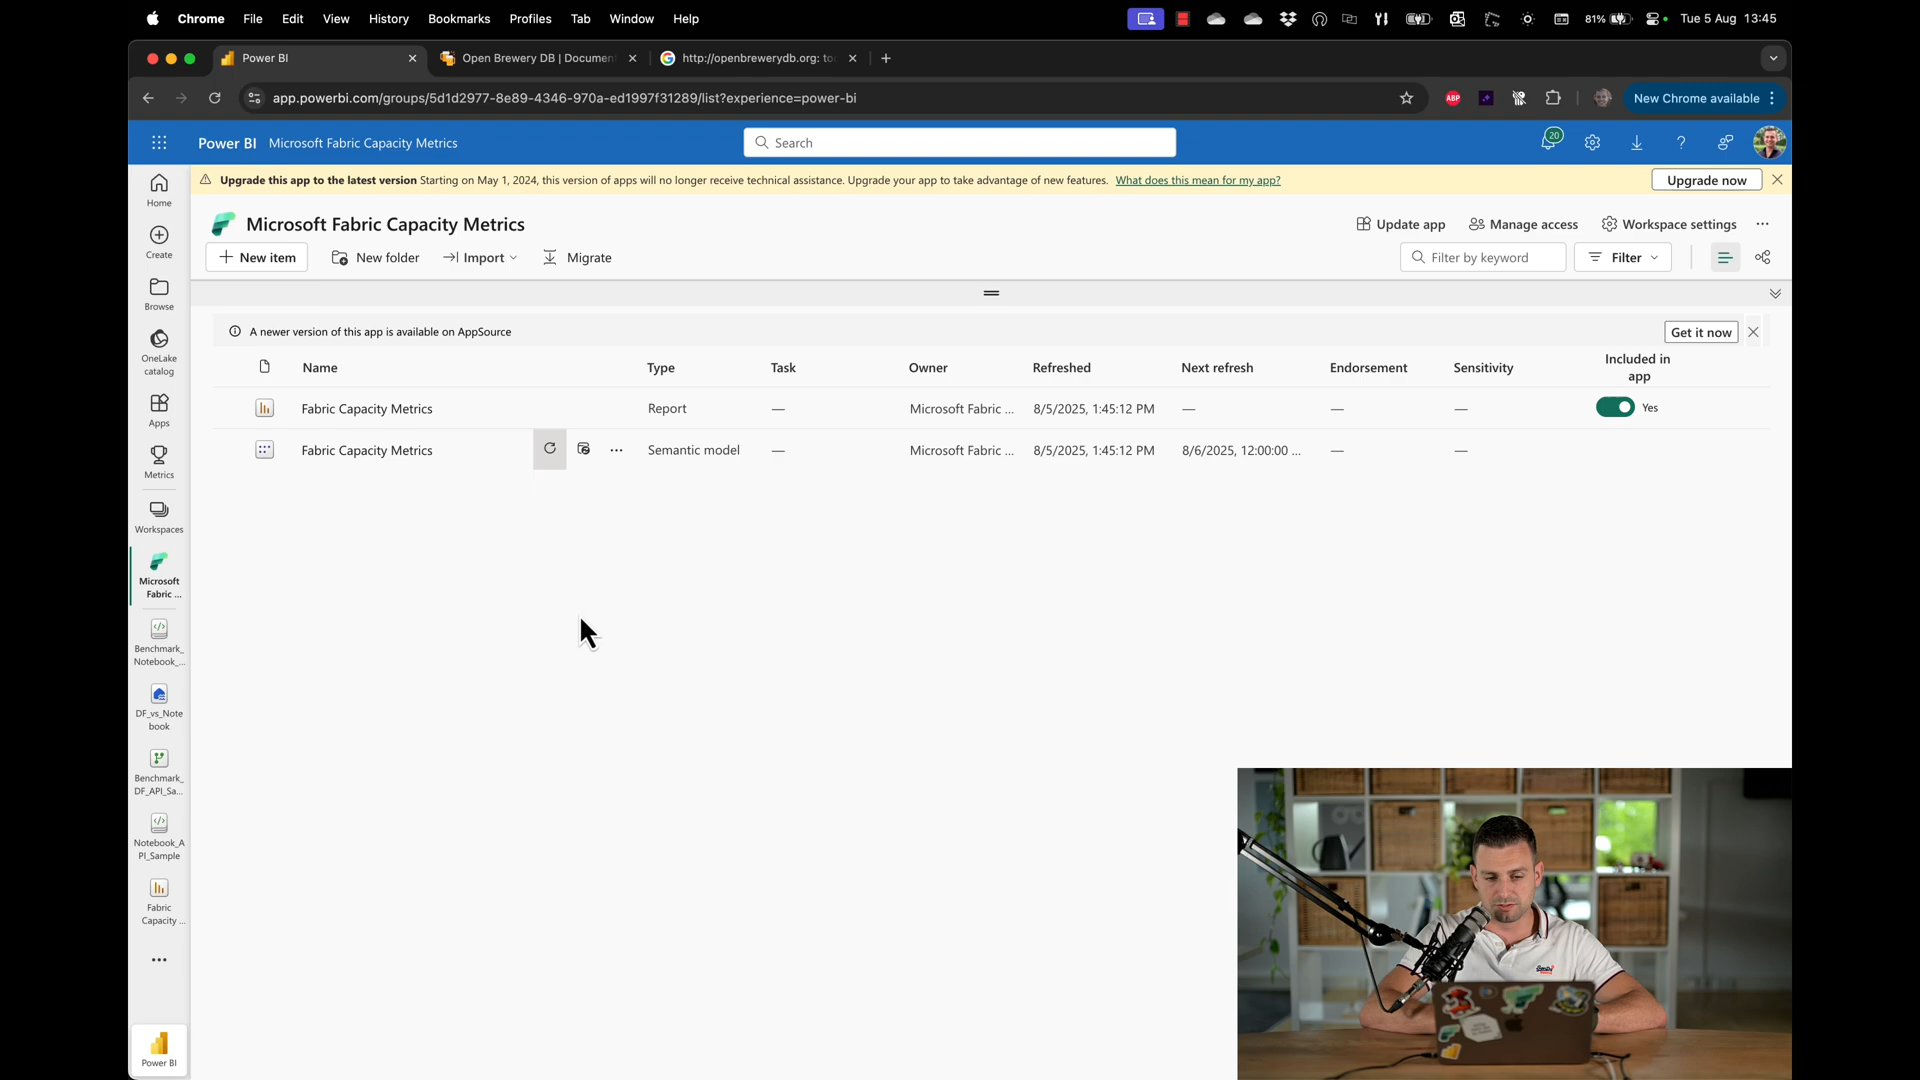 Chrome File Edit View History Bookmarks Profiles Tab Window Help
81% Tue 5 Aug 13:45
Power BI
Open Brewery DB | Documen
http://openbrewerydb.org: to
app.powerbi.com/groups/5d1d2977-8e89-4346-970a-ed1997f31289/list?experience=power-bi
ABP
New Chrome available
Power BI Microsoft Fabric Capacity Metrics
Search
20
Upgrade this app to the latest version Starting on May 1, 2024, this version of apps will no longer receive technical assistance. Upgrade your app to take advantage of new features. What does this mean for my app?
Upgrade now
Microsoft Fabric Capacity Metrics
Update app Manage access Workspace settings
New item New folder Import Migrate
Filter by keyword Filter
A newer version of this app is available on AppSource
Get it now
Name Type Task Owner Refreshed Next refresh Endorsement Sensitivity Included in
app
Fabric Capacity Metrics Report — Microsoft Fabric ... 8/5/2025, 1:45:12 PM — — — Yes
Fabric Capacity Metrics Semantic model — Microsoft Fabric ... 8/5/2025, 1:45:12 PM 8/6/2025, 12:00:00 ... — —
Home
Create
Browse
OneLake
catalog
Apps
Metrics
Workspaces
Microsoft
Fabric ...
Benchmark_
Notebook_...
DF_vs_Note
book
Benchmark_
DF_API_Sa...
Notebook_A
PI_Sample
Fabric
Capacity ...
Power BI